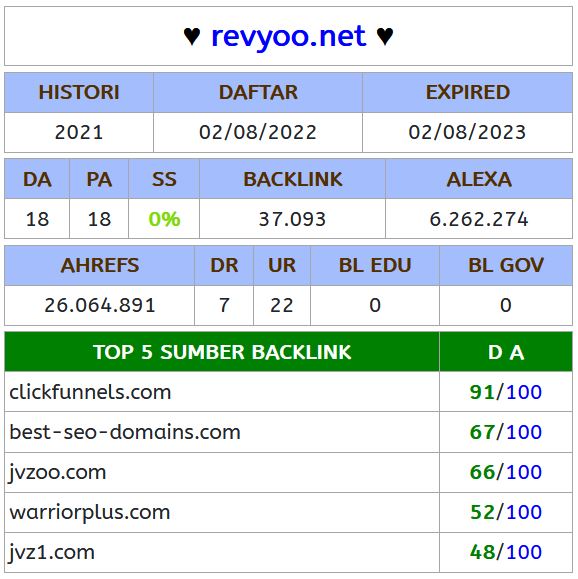 ♥ revyoo.net ♥
HISTORI DAFTAR EXPIRED
2021 02/08/2022 02/08/2023
DA PA SS BACKLINK ALEXA
18 18 0% 37.093 6.262.274
AHREFS DR UR BL EDU BL GOV
26.064.891 7 22 0 0
TOP 5 SUMBER BACKLINK D A
clickfunnels.com 91/100
best-seo-domains.com 67/100
jvzoo.com 66/100
warriorplus.com 52/100
jvz1.com 48/100